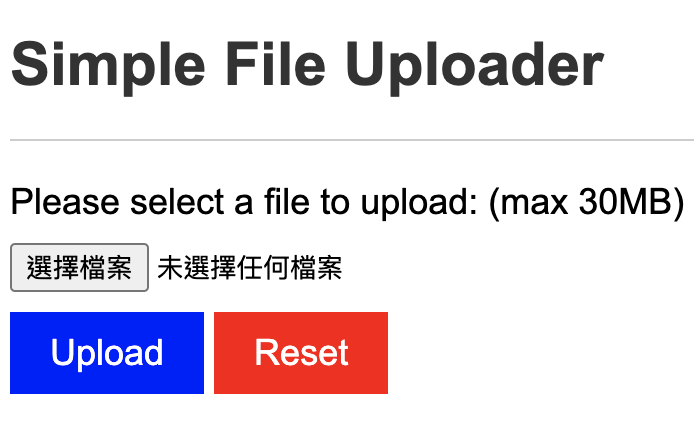 Simple File Uploader
Please select a file to upload: (max 30MB)
選擇檔案 未選擇任何檔案
Upload Reset